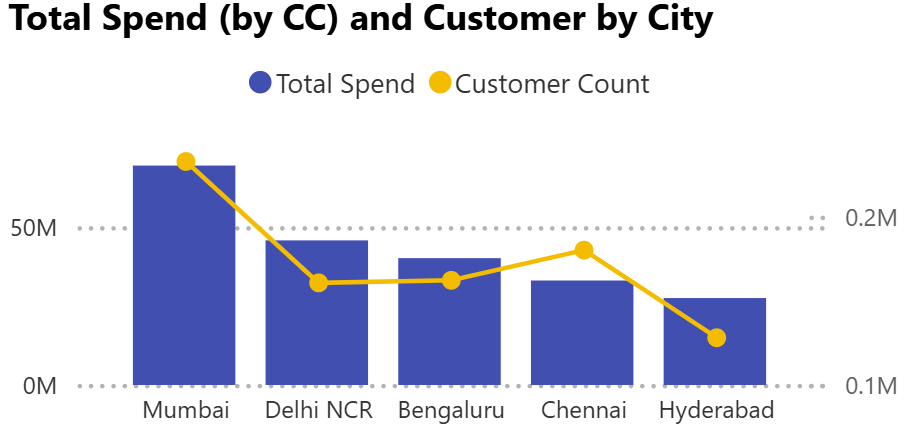 Total Spend (by CC) and Customer by City
Total Spend Customer Count
50M
0.2M
0M
0.1M
Mumbai Delhi NCR Bengaluru Chennai Hyderabad